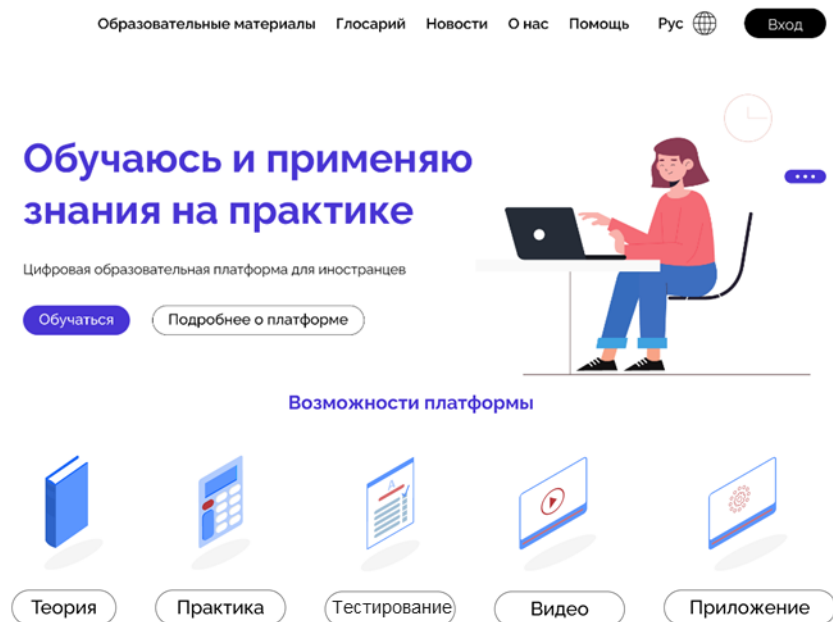 Образовательные материалы Глосарий Новости О нас Помощь Рус Вход
Обучаюсь и применяю
знания на практике
Цифровая образовательная платформа для иностранцев
Обучаться Подробнее о платформе
Возможности платформы
A
Теория Практика Тестирование Видео Приложение